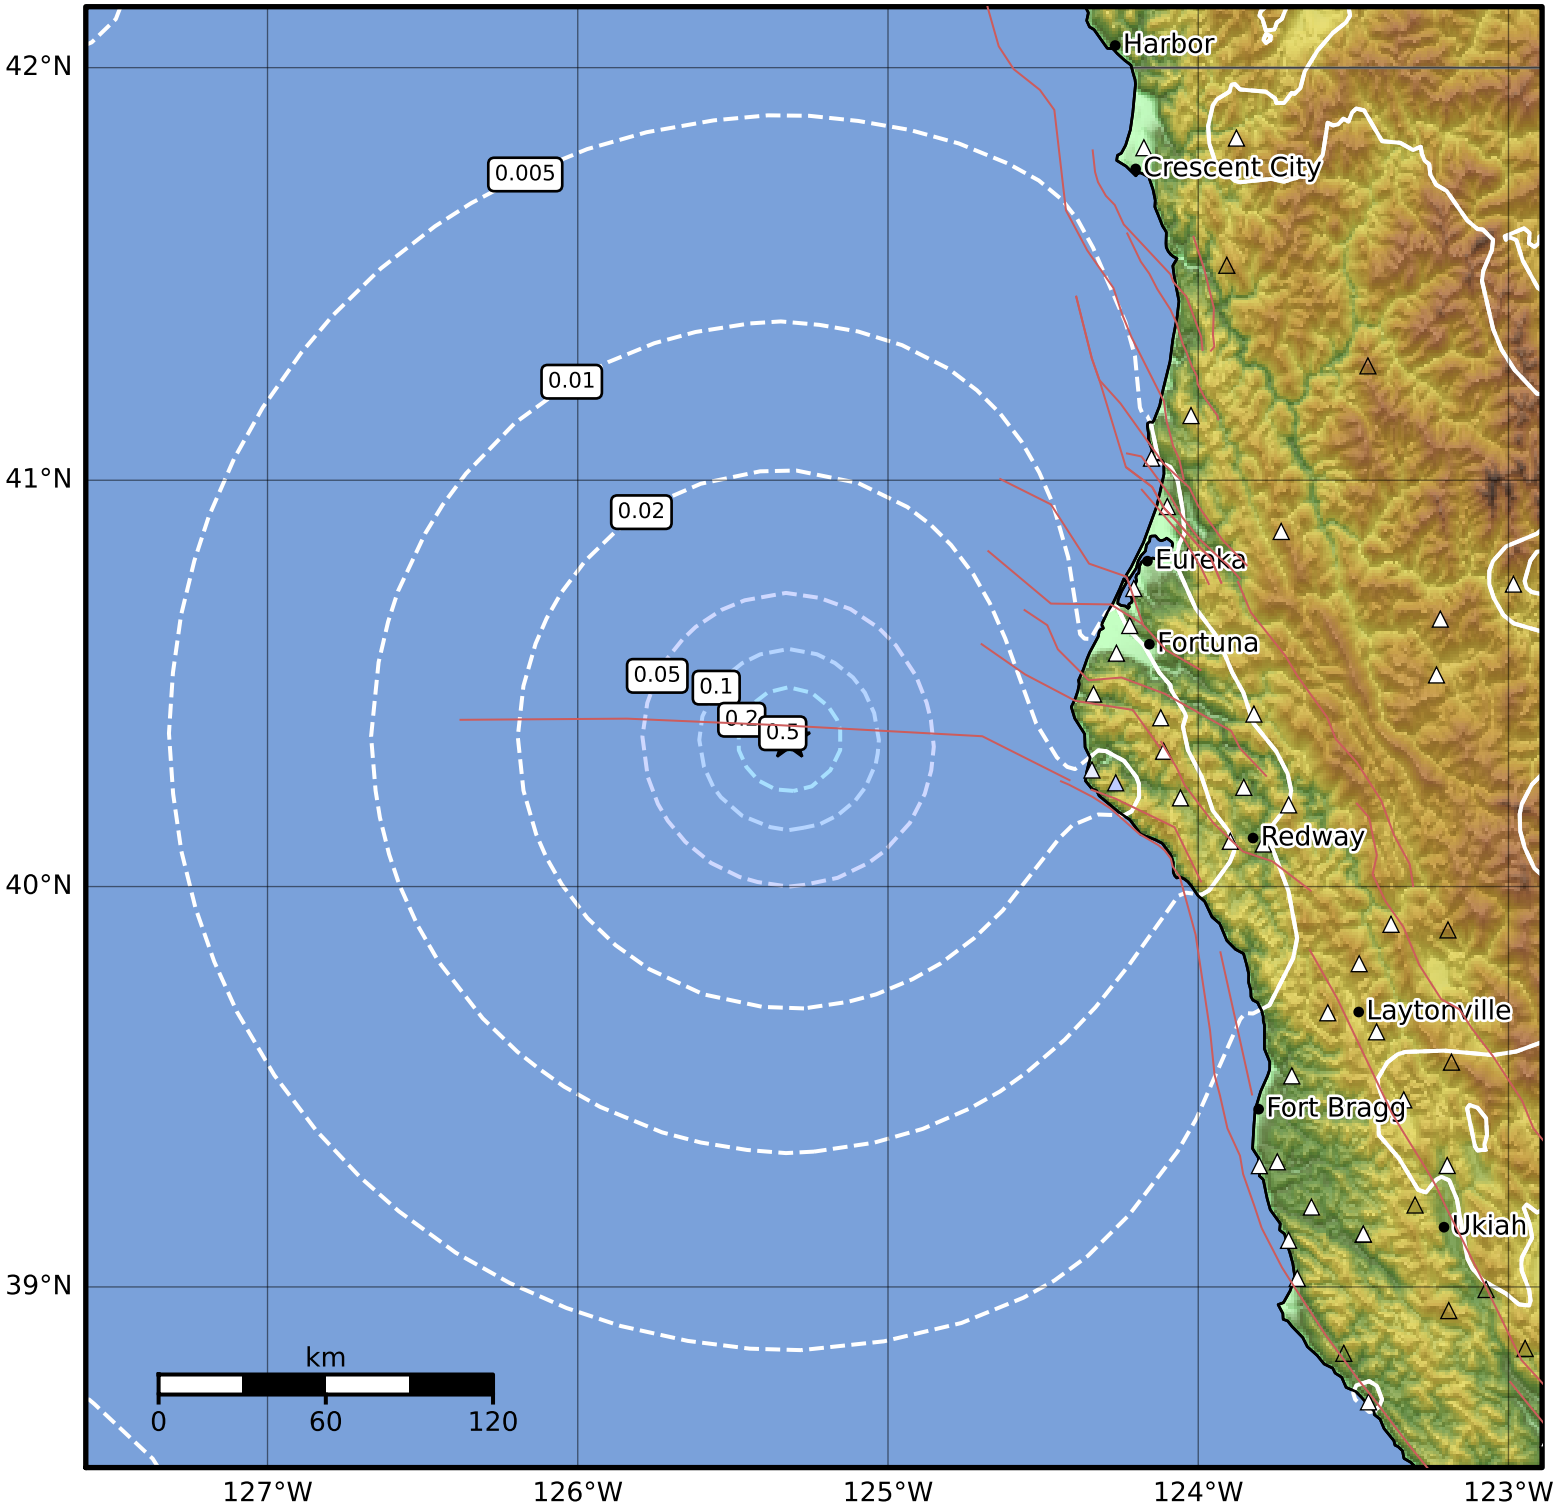 Harbor
42°N
Crescent City
0.005
0.01
41°N
0.02
Eureka
Fortuna
0.05
0.1
0.2
0.5
Redway
40°N
Laytonville
Fort Bragg
Ukiah
39°N
km
0 60 120
127°W 126°W 125°W 124°W 123°W